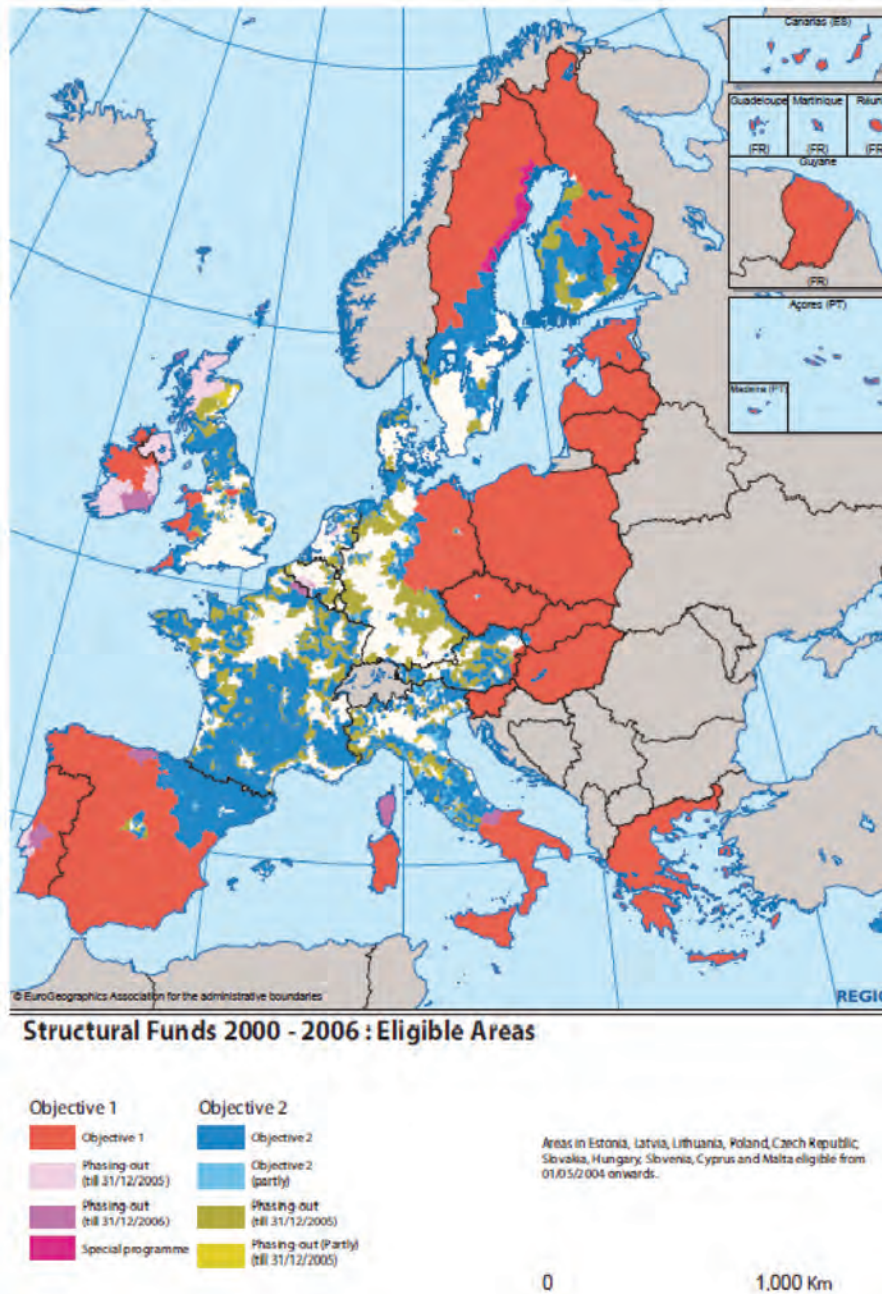 Canarias (ES)
Guadeloupe Martinique Réun
(FR) (FR) (FR
Guyane
(FR)
Açores (PT)
Madeira (PT)
© EuroGeographics Association for the administrative boundaries
REGIO
Structural Funds 2000 - 2006 : Eligible Areas
Objective 1 Objective 2
Objective 1 Objective 2
Phasing-out
(till 31/12/2005)
Objective 2
(partly)
Phasing-out
(till 31/12/2006)
Phasing-out
(till 31/12/2005)
Special programme
Phasing-out (Partly)
(till 31/12/2005)
Areas in Estonia, Latvia, Lithuania, Poland, Czech Republic,
Slovakia, Hungary, Slovenia, Cyprus and Malta eligible from
01/05/2004 onwards.
0 1,000 Km